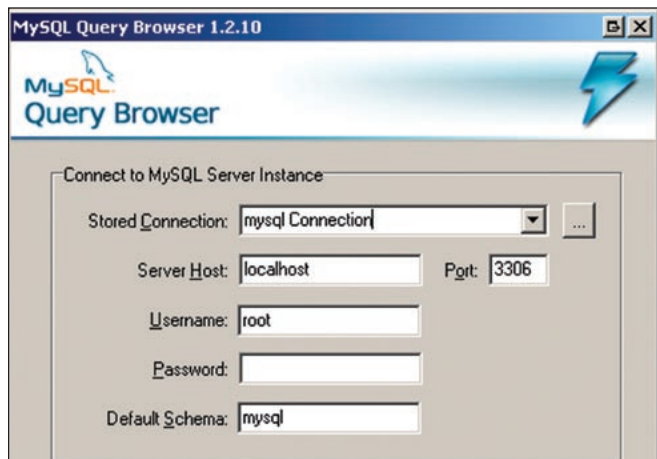 MySQL Query Browser 1.2.10
MySQL
Query Browser
Connect to MySQL Server Instance
Stored Connection: mysql Connection ...
Server Host: localhost Port: 3306
Username: root
Password:
Default Schema: mysql